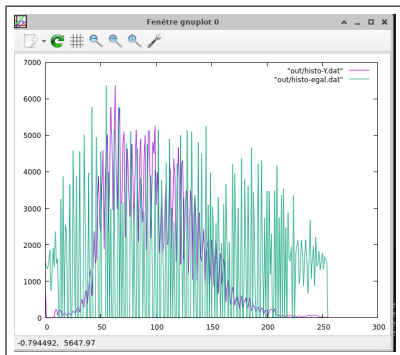 Fenêtre gnuplot 0
7000
6000
5000
4000
3000
2000
1000
0
"out/histo-Y.dat"
"out/histo-egal.dat"
0 50 100 150 200 250 300
-0.794492, 5647.97